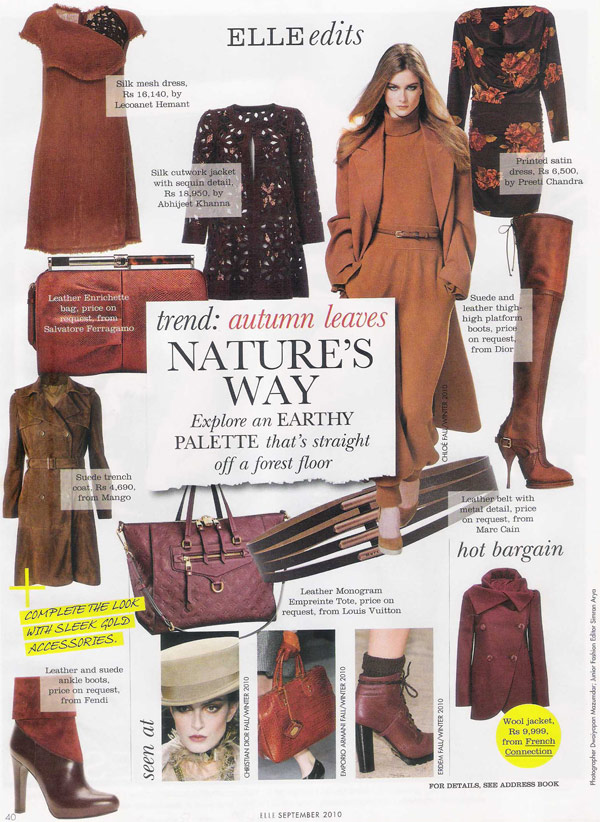 ELLE edits
Silk mesh dress,
Rs 16,140, by
Lecoanet Hemant
Silk cutwork jacket
with sequin detail,
Rs 18,950, by
Abhijeet Khanna
Printed satin
dress, Rs 6,500,
by Preeti Chandra
Leather Enrichette
bag, price on
request, from
Salvatore Ferragamo
Suede and
leather thigh-
high platform
boots, price
on request,
from Dior
trend: autumn leaves
NATURE'S
WAY
Explore an EARTHY
PALETTE that's straight
off a forest floor
CHLOÉ FALL/WINTER 2010
Suede trench
coat, Rs 4,690,
from Mango
Leather belt with
metal detail, price
on request, from
Marc Cain
Leather Monogram
Empreinte Tote, price on
request, from Louis Vuitton
hot bargain
+
COMPLETE THE LOOK
WITH SLEEK GOLD
ACCESSORIES.
Leather and suede
ankle boots,
price on request,
from Fendi
seen at
CHRISTIAN DIOR FALL/WINTER 2010
EMPORIO ARMANI FALL/WINTER 2010
ERDEM FALL/WINTER 2010
Wool jacket,
Rs 9,999,
from French
Connection
FOR DETAILS, SEE ADDRESS BOOK
Photographer Dwaiyapan Mazumdar; Junior Fashion Editor Simran Arya
40
ELLE SEPTEMBER 2010